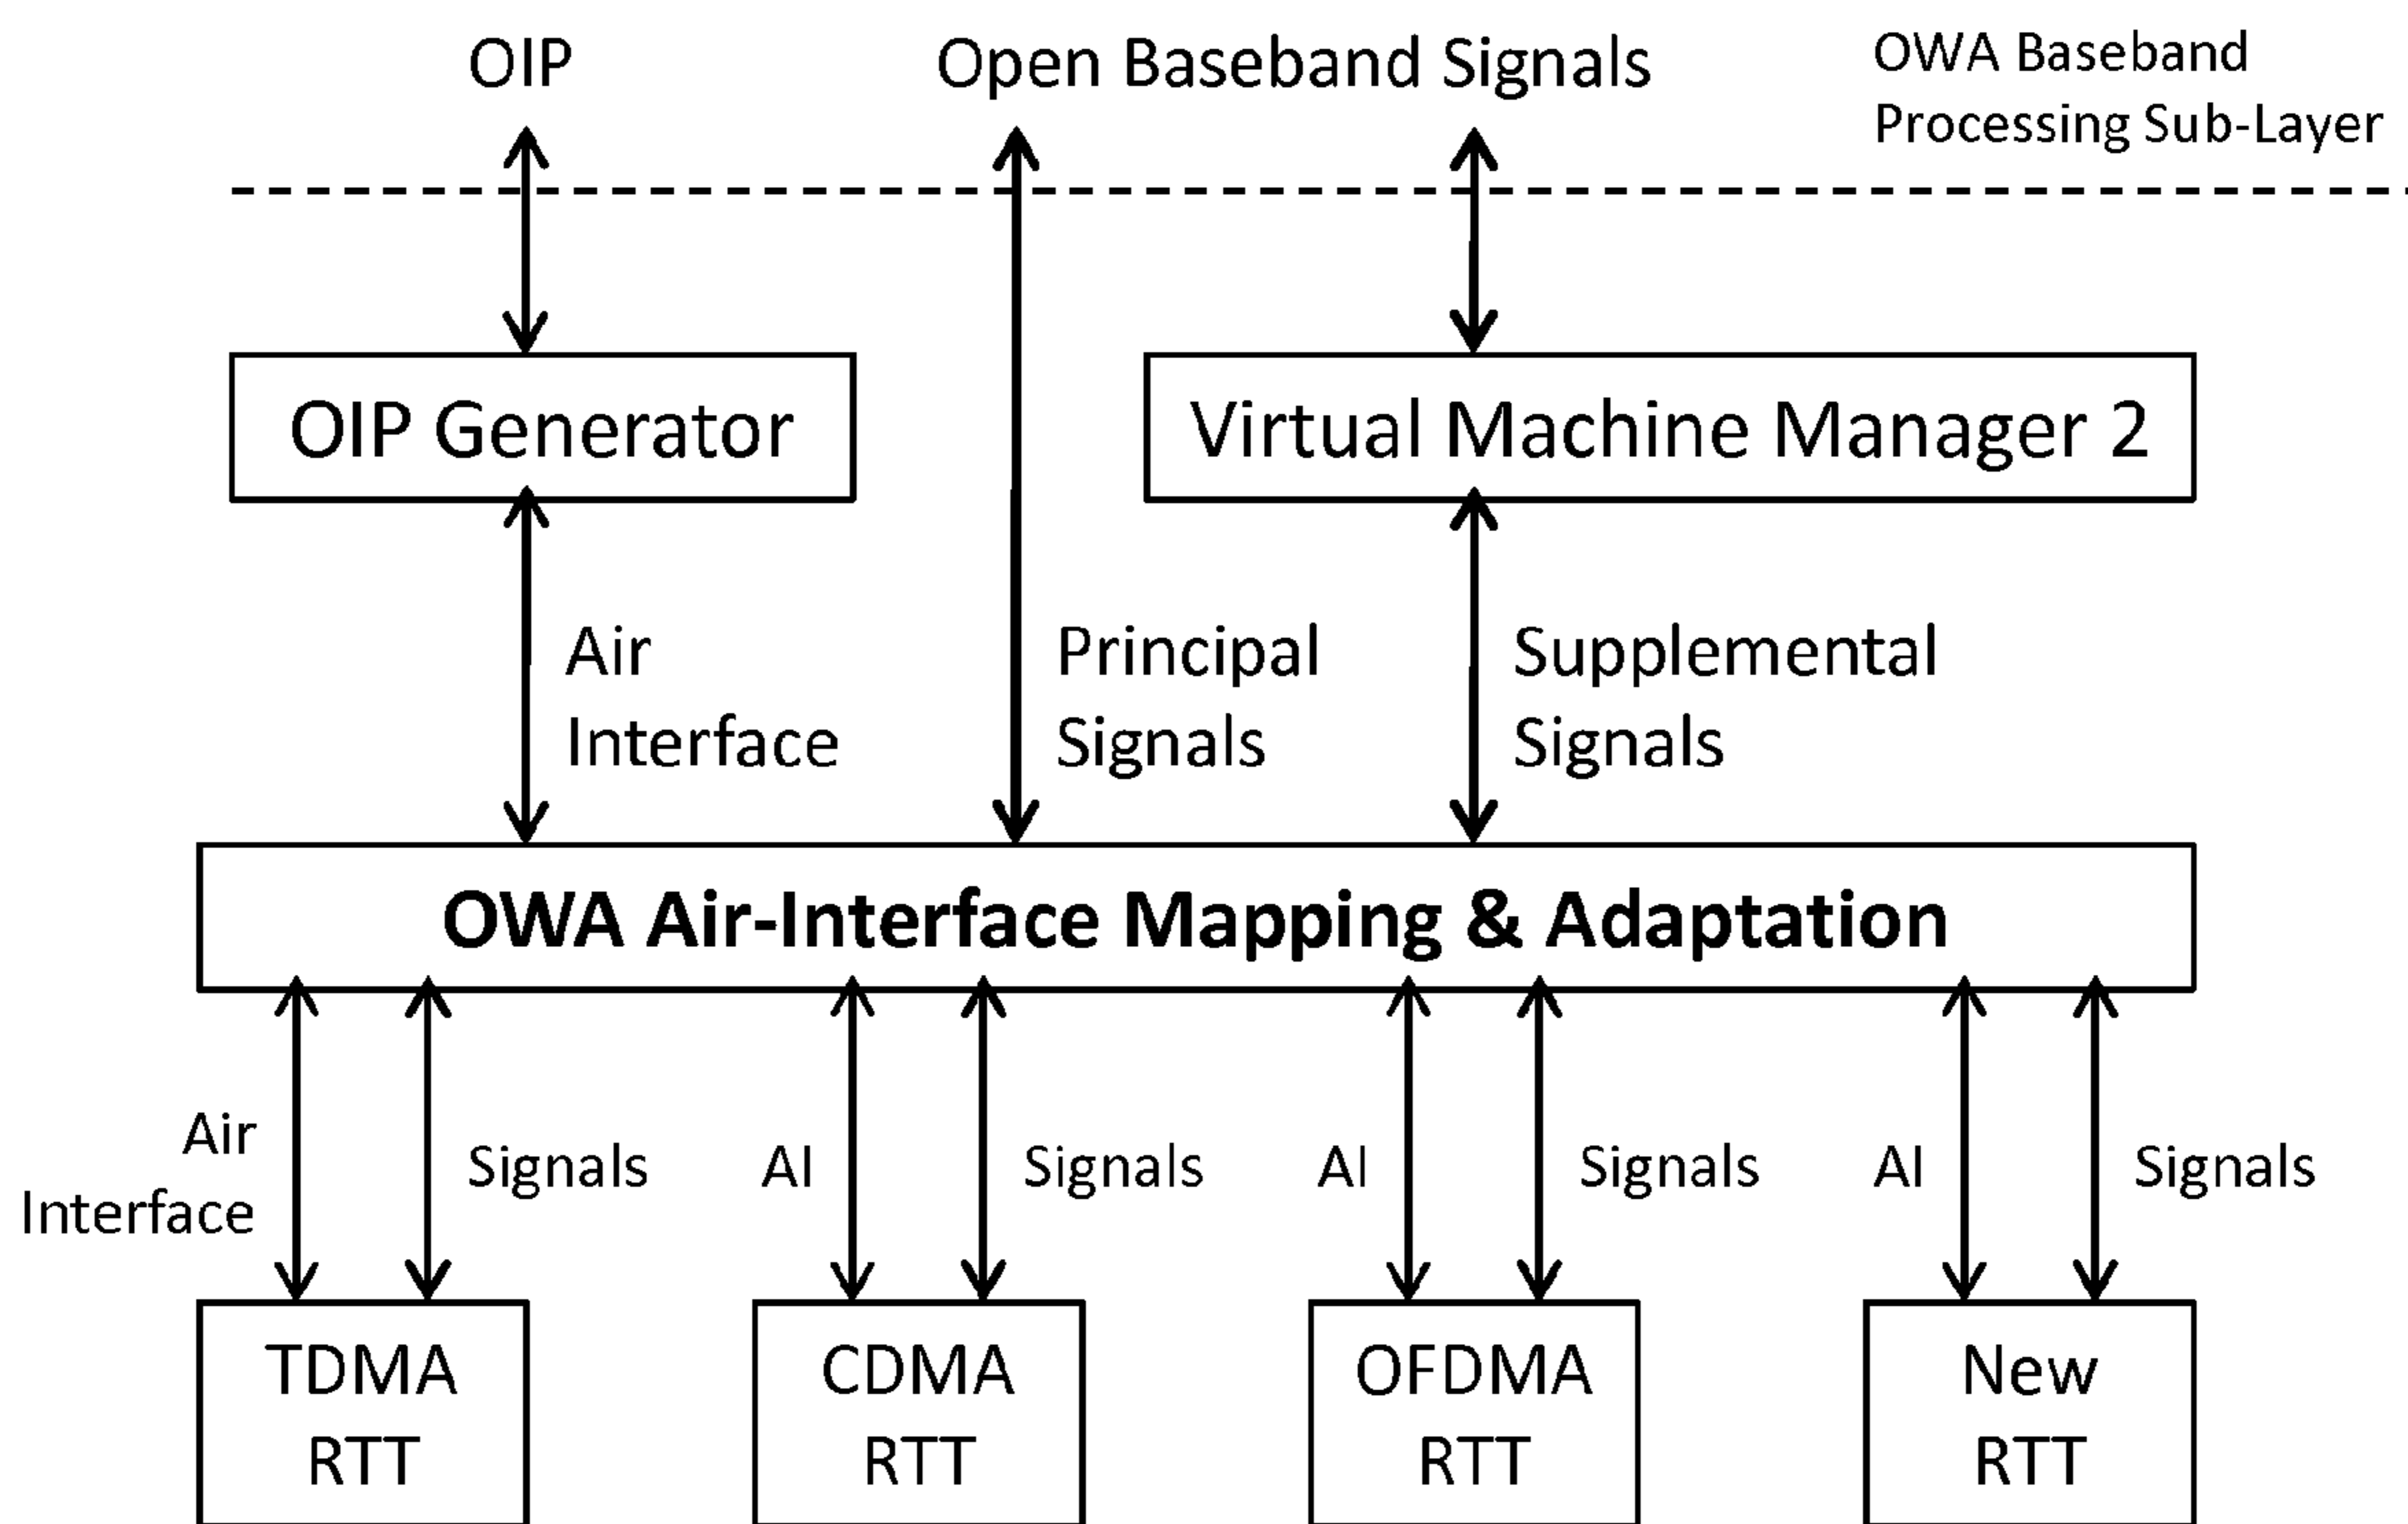 OIP
Open Baseband Signals
OWA Baseband
Processing Sub-Layer
OIP Generator
Virtual Machine Manager 2
Air
Interface
Principal
Signals
Supplemental
Signals
OWA Air-Interface Mapping & Adaptation
Air
Interface
Signals
AI
Signals
AI
Signals
AI
Signals
TDMA
RTT
CDMA
RTT
OFDMA
RTT
New
RTT